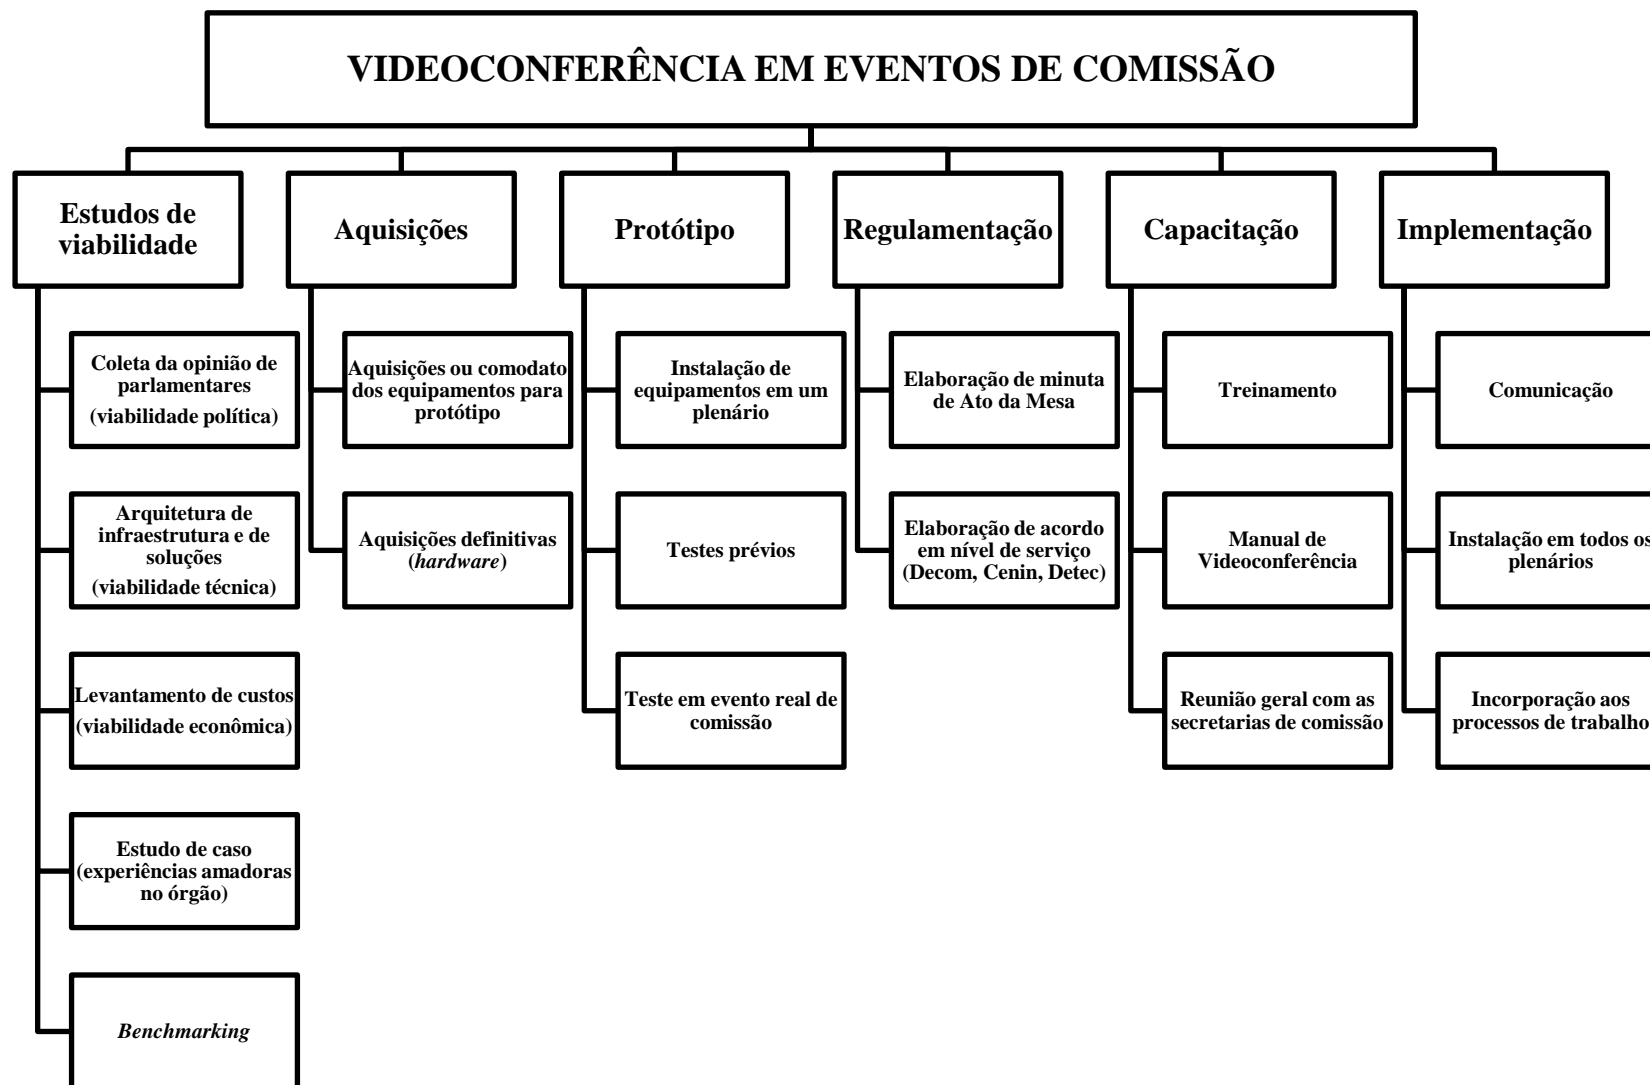 VIDEOCONFERÊNCIA EM EVENTOS DE COMISSÃO
Estudos de
viabilidade
Coleta da opinião de
parlamentares
(viabilidade política)
Arquitetura de
infraestrutura e de
soluções
(viabilidade técnica)
Levantamento de custos
(viabilidade econômica)
Estudo de caso
(experiências amadoras
no órgão)
Benchmarking
Aquisições
Aquisições ou comodato
dos equipamentos para
protótipo
Aquisições definitivas
(hardware)
Protótipo
Instalação de
equipamentos em um
plenário
Testes prévios
Teste em evento real de
comissão
Regulamentação
Elaboração de minuta
de Ato da Mesa
Elaboração de acordo
em nível de serviço
(Decom, Cenin, Detec)
Capacitação
Treinamento
Manual de
Videoconferência
Reunião geral com as
secretarias de comissão
Implementação
Comunicação
Instalação em todos os
plenários
Incorporação aos
processos de trabalho